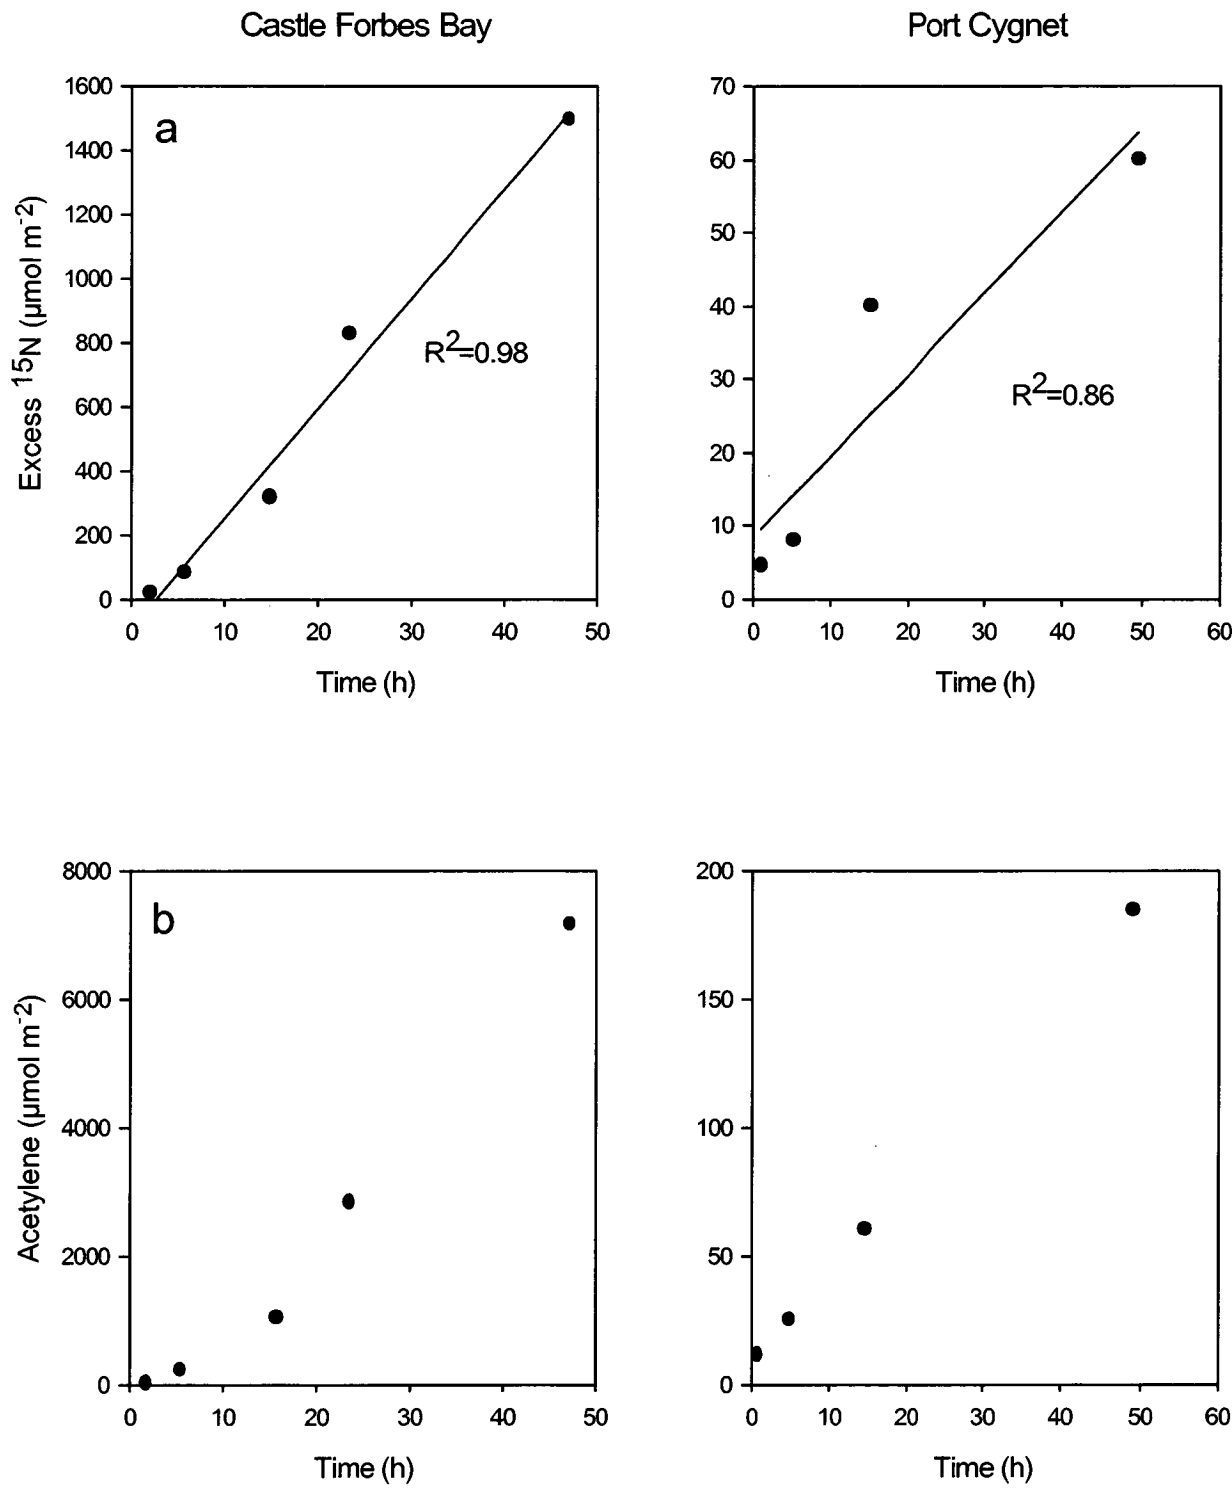 Castle Forbes Bay
Port Cygnet
a
Excess 15N (µmol m-2)
1600
1400
1200
1000
800
600
400
200
0
R2=0.98
0 10 20 30 40 50
Time (h)
70
60
50
40
30
20
10
0
R2=0.86
0 10 20 30 40 50 60
Time (h)
b
Acetylene (µmol m-2)
8000
6000
4000
2000
0
0 10 20 30 40 50
Time (h)
200
150
100
50
0
0 10 20 30 40 50 60
Time (h)